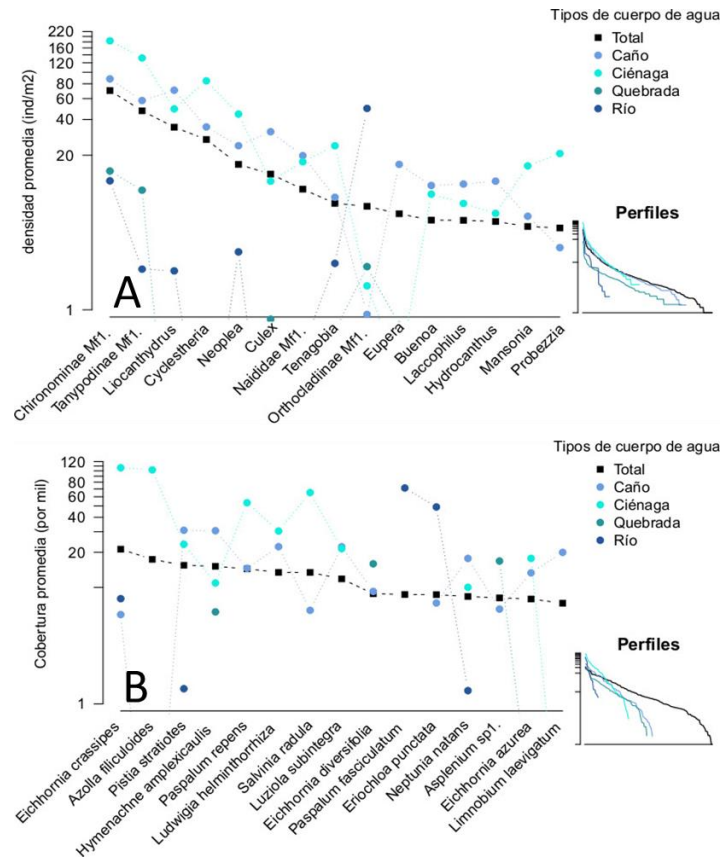 Tipos de cuerpo de agua
Total
Caño
Ciénaga
Quebrada
Río
densidad promedia (ind/m2)
220
160
120
80
60
40
20
1
A
Perfiles
Chironominae Mf1.
Tanypodinae Mf1.
Liocanthydrus
Cyclestheria
Neoplea
Culex
Naididae Mf1.
Tenagobia
Orthocladiinae Mf1.
Eupera
Buenoa
Laccophilus
Hydrocanthus
Mansonia
Probezzia
Tipos de cuerpo de agua
Total
Caño
Ciénaga
Quebrada
Río
Cobertura promedia (por mil)
120
80
60
40
20
1
B
Perfiles
Eichhornia crassipes
Azolla filiculoides
Pistia stratiotes
Hymenachne amplexicaulis
Paspalum repens
Ludwigia helminthorrhiza
Salvinia radula
Luziola subintegra
Eichhornia diversifolia
Paspalum fasciculatum
Eriochloa punctata
Neptunia natans
Asplenium sp1.
Eichhornia azurea
Limnobium laevigatum